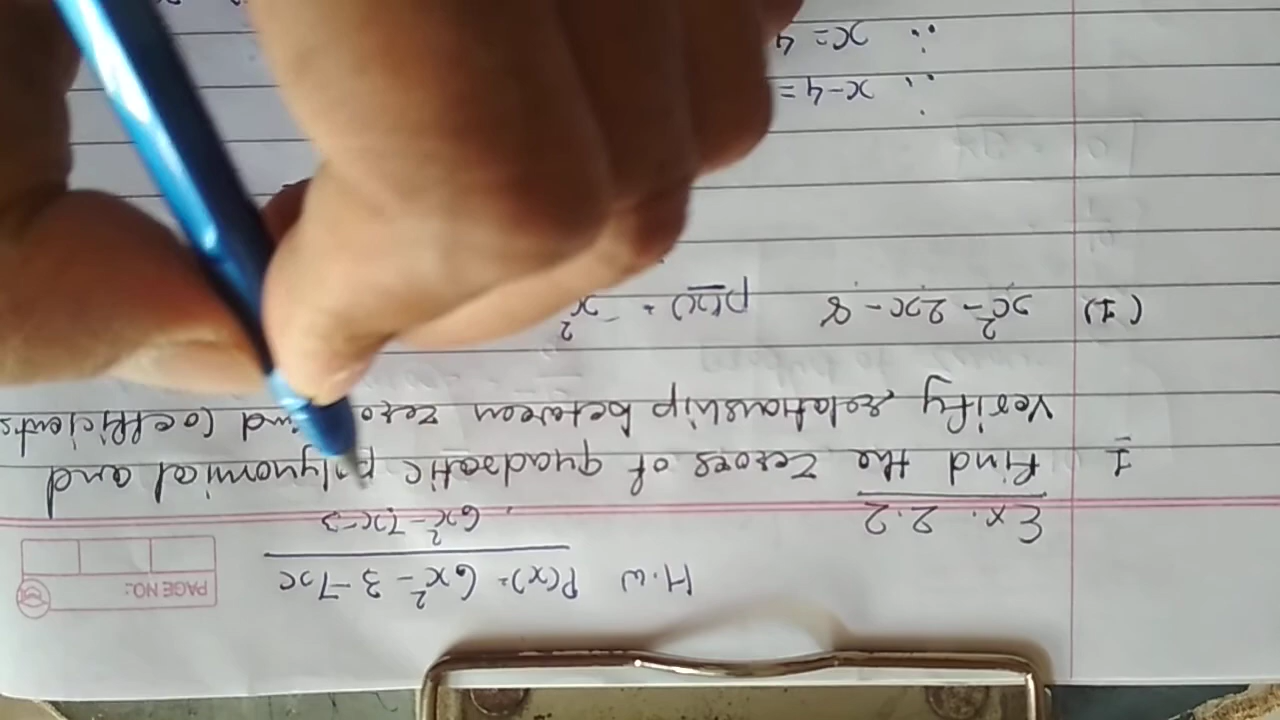 PAGE NO.:
H.W P(x) = 6x² - 3 - 7x
6x² - 7x - 3
Ex. 2.2
1 Find the zeroes of quadratic polynomial and
verify relationship between zero and coefficients
(1) x² - 2x - 8 p(x) = x²
∴ x - 4 =
∴ x = 4